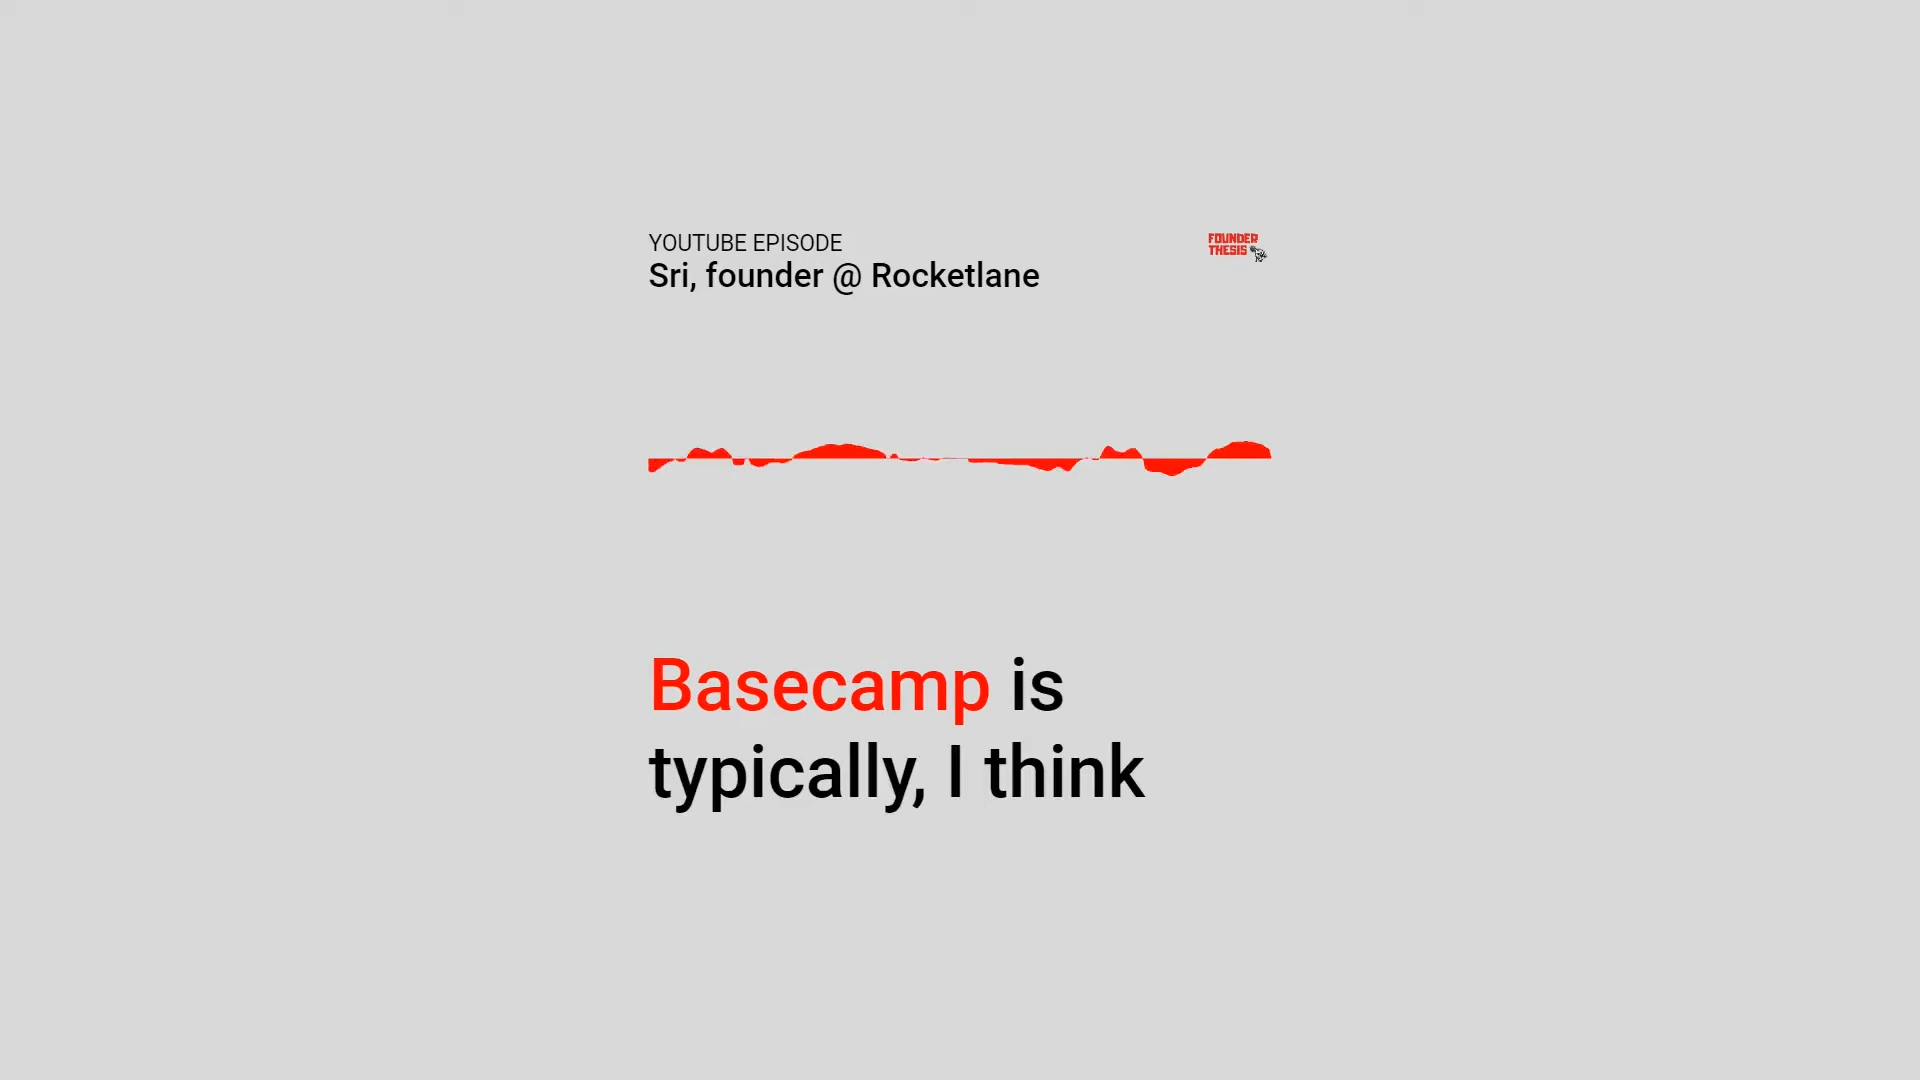 YOUTUBE EPISODE
Sri, founder @ Rocketlane
FOUNDER
THESIS
Basecamp is
typically, I think